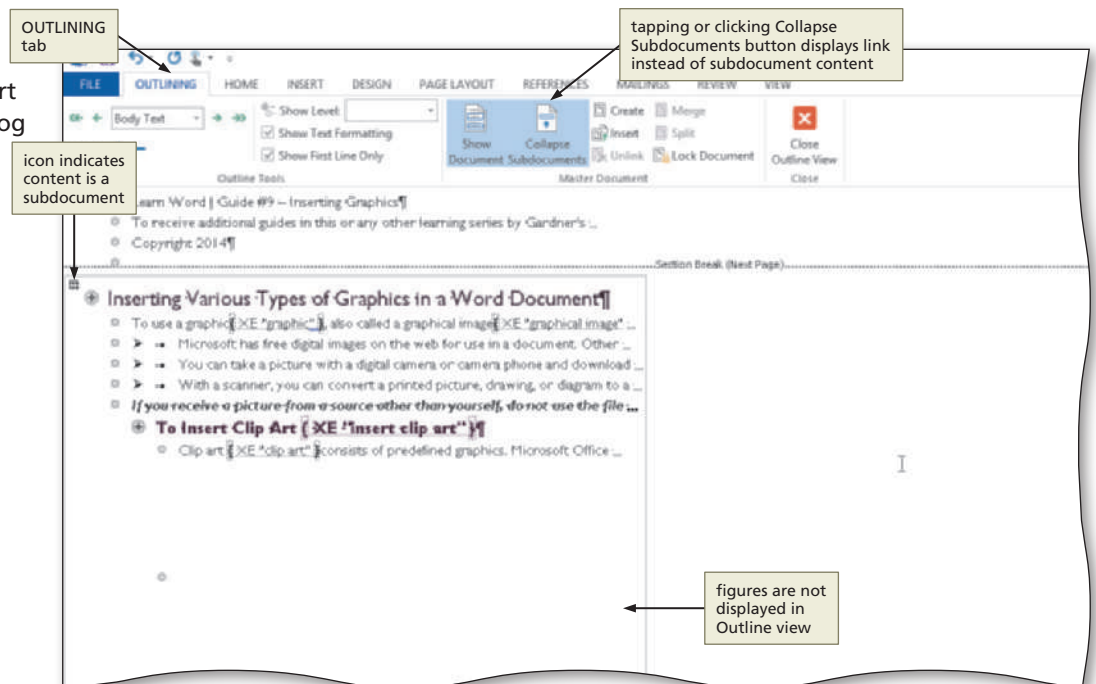 OUTLINING
tab
tapping or clicking Collapse
Subdocuments button displays link
instead of subdocument content
rt
og
icon indicates
content is a
subdocument
FILE OUTLINING HOME INSERT DESIGN PAGE LAYOUT REFERENCES MAILINGS REVIEW VIEW
Body Text
Show Level:
Show Text Formatting
Show First Line Only
Outline Tools
Show
Document
Collapse
Subdocuments
Create Merge
Insert Split
Unlink Lock Document
Master Document
Close
Outline View
Close
Learn Word | Guide #9 – Inserting Graphics¶
To receive additional guides in this or any other learning series by Gardner's ...
Copyright 2014¶
Section Break (Next Page)
Inserting Various Types of Graphics in a Word Document¶
To use a graphic{ XE "graphic" }, also called a graphical image{ XE "graphical image" ...
Microsoft has free digital images on the web for use in a document. Other ...
You can take a picture with a digital camera or camera phone and download ...
With a scanner, you can convert a printed picture, drawing, or diagram to a ...
If you receive a picture from a source other than yourself, do not use the file ...
To Insert Clip Art { XE "insert clip art" }¶
Clip art { XE "clip art" }consists of predefined graphics. Microsoft Office ...
figures are not
displayed in
Outline view